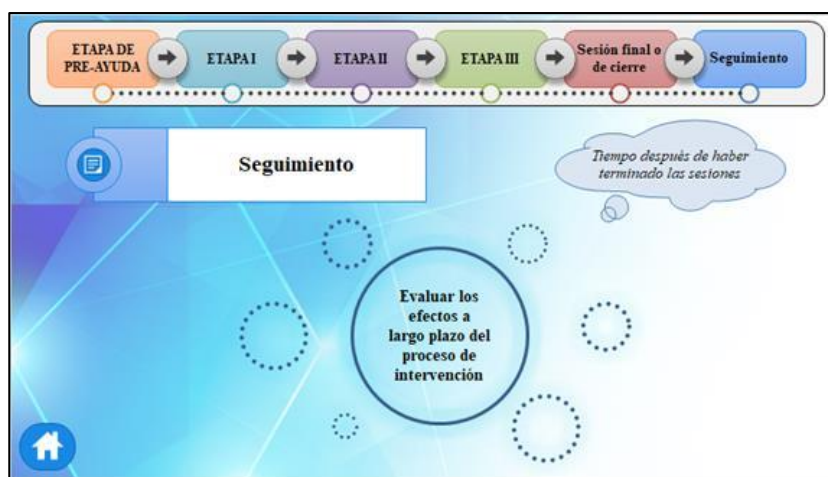 ETAPA DE
PRE-AYUDA
ETAPA I
ETAPA II
ETAPA III
Sesión final o
de cierre
Seguimiento
Seguimiento
Tiempo después de haber
terminado las sesiones
Evaluar los
efectos a
largo plazo del
proceso de
intervención